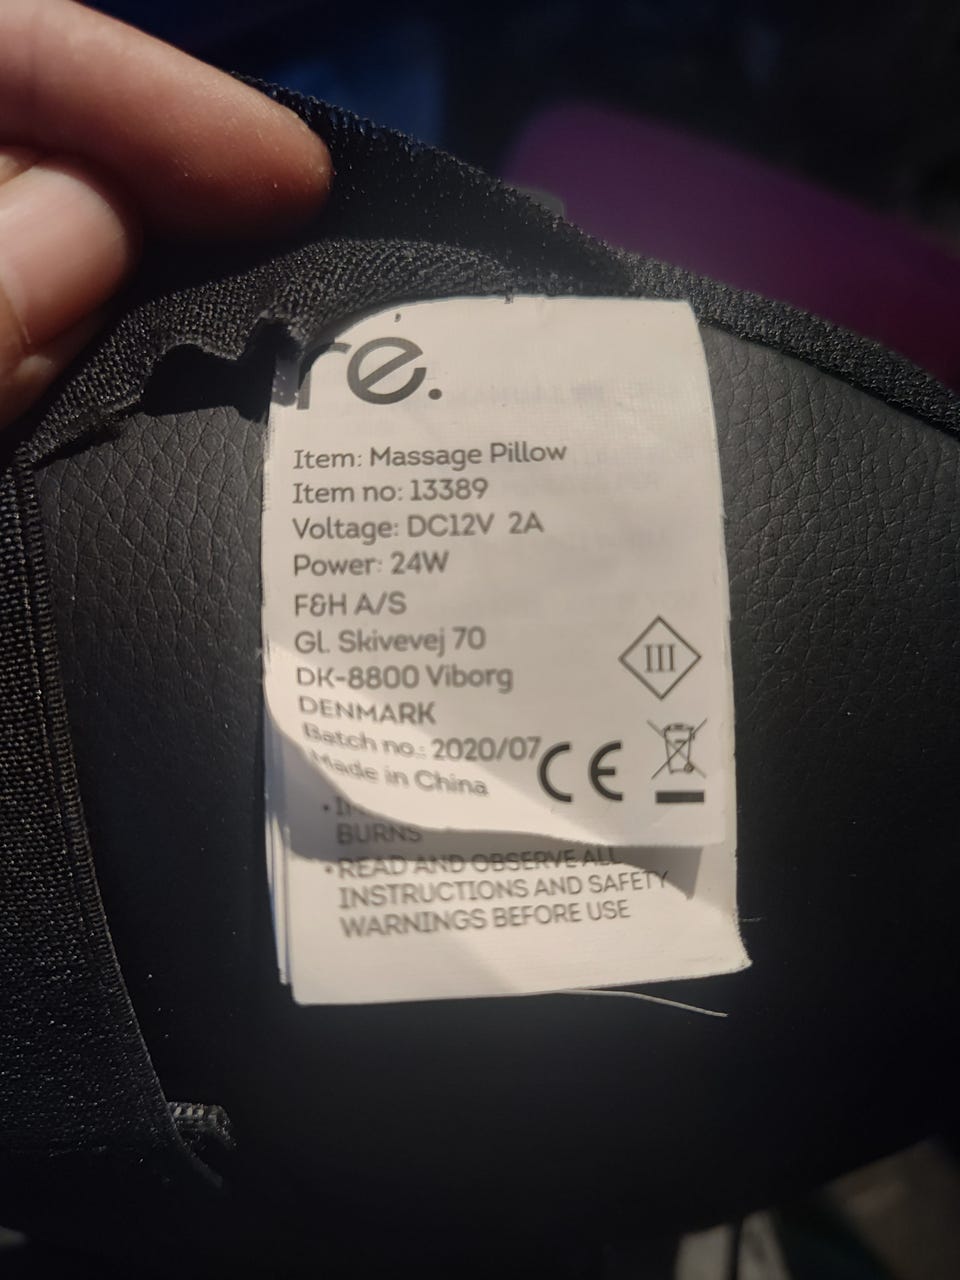 re.
Item: Massage Pillow
Item no: 13389
Voltage: DC12V 2A
Power: 24W
F&H A/S
Gl. Skivevej 70
DK-8800 Viborg
DENMARK
Batch no.: 2020/07
Made in China
III
CE
BURNS
• READ AND OBSERVE ALL
INSTRUCTIONS AND SAFETY
WARNINGS BEFORE USE